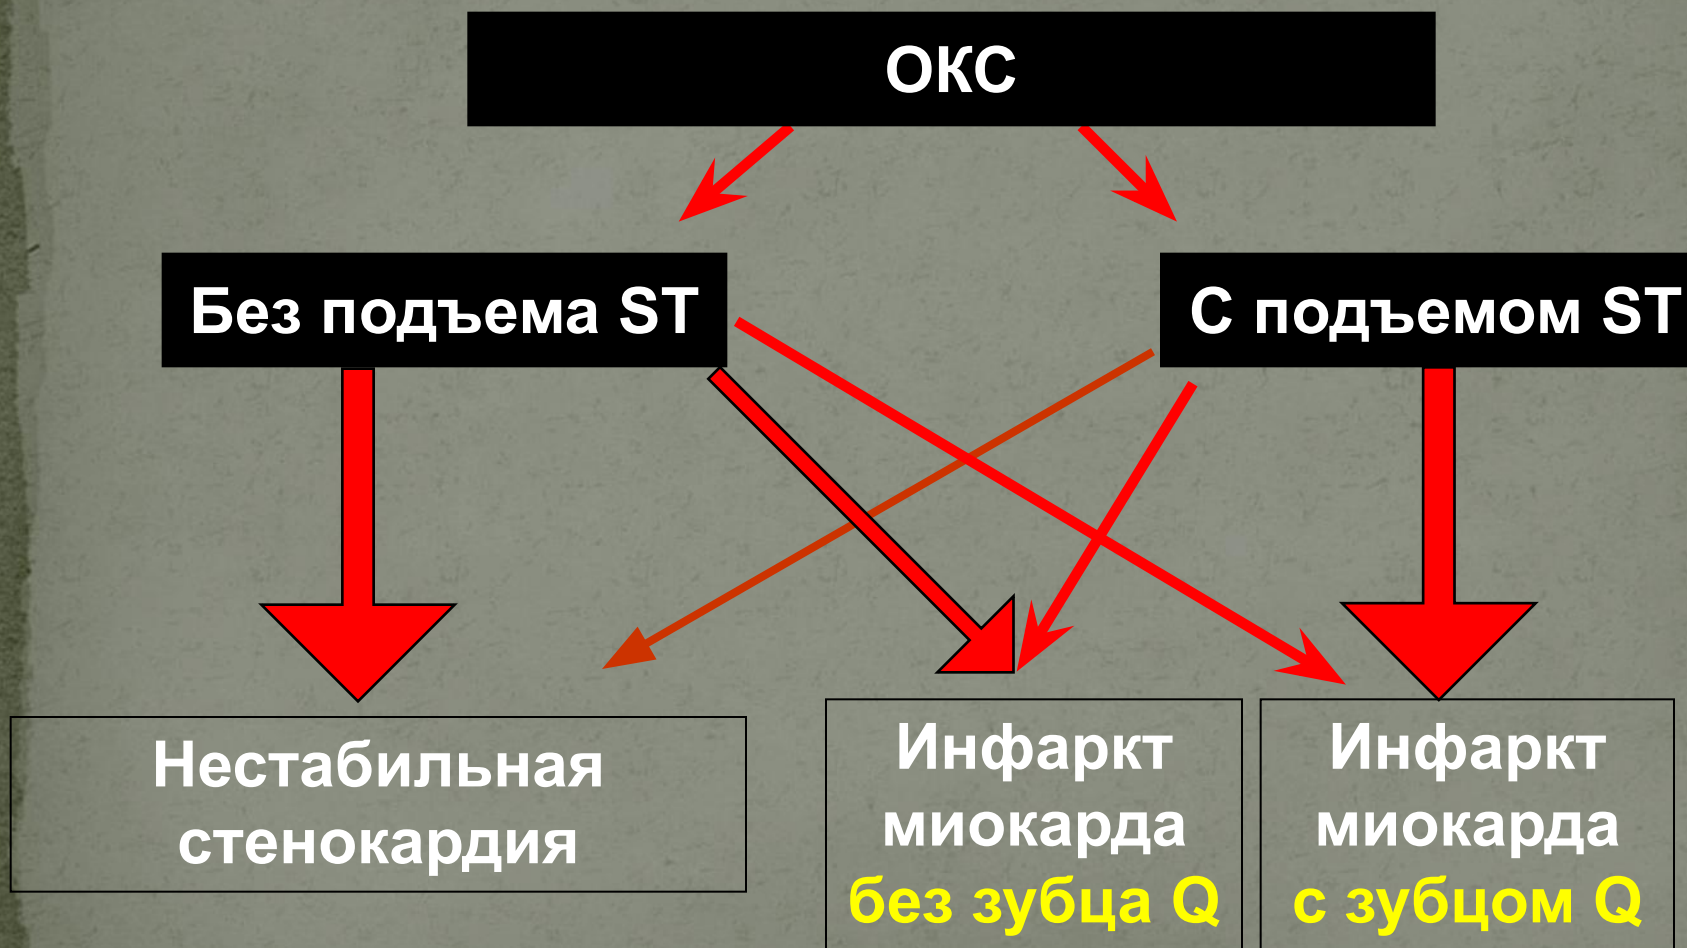 ОКС
Без подъема ST
С подъемом ST
Нестабильная
стенокардия
Инфаркт
миокарда
без зубца Q
Инфаркт
миокарда
с зубцом Q